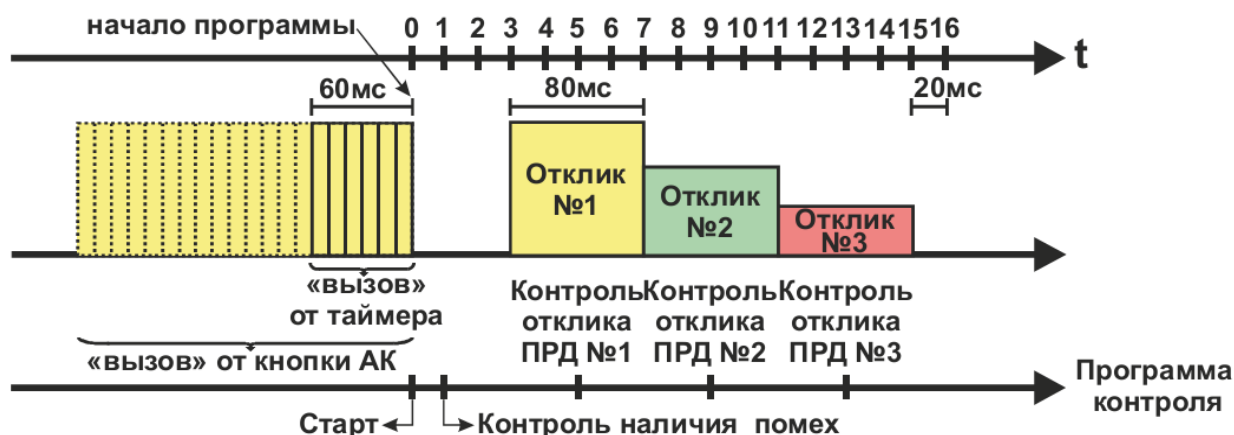 начало программы
0 1 2 3 4 5 6 7 8 9 10 11 12 13 14 15 16
t
60мс
80мс
20мс
Отклик
№1
Отклик
№2
Отклик
№3
«вызов»
от таймера
«вызов» от кнопки АК
Контроль
отклика
ПРД №1
Контроль
отклика
ПРД №2
Контроль
отклика
ПРД №3
Программа
контроля
Старт
Контроль наличия помех